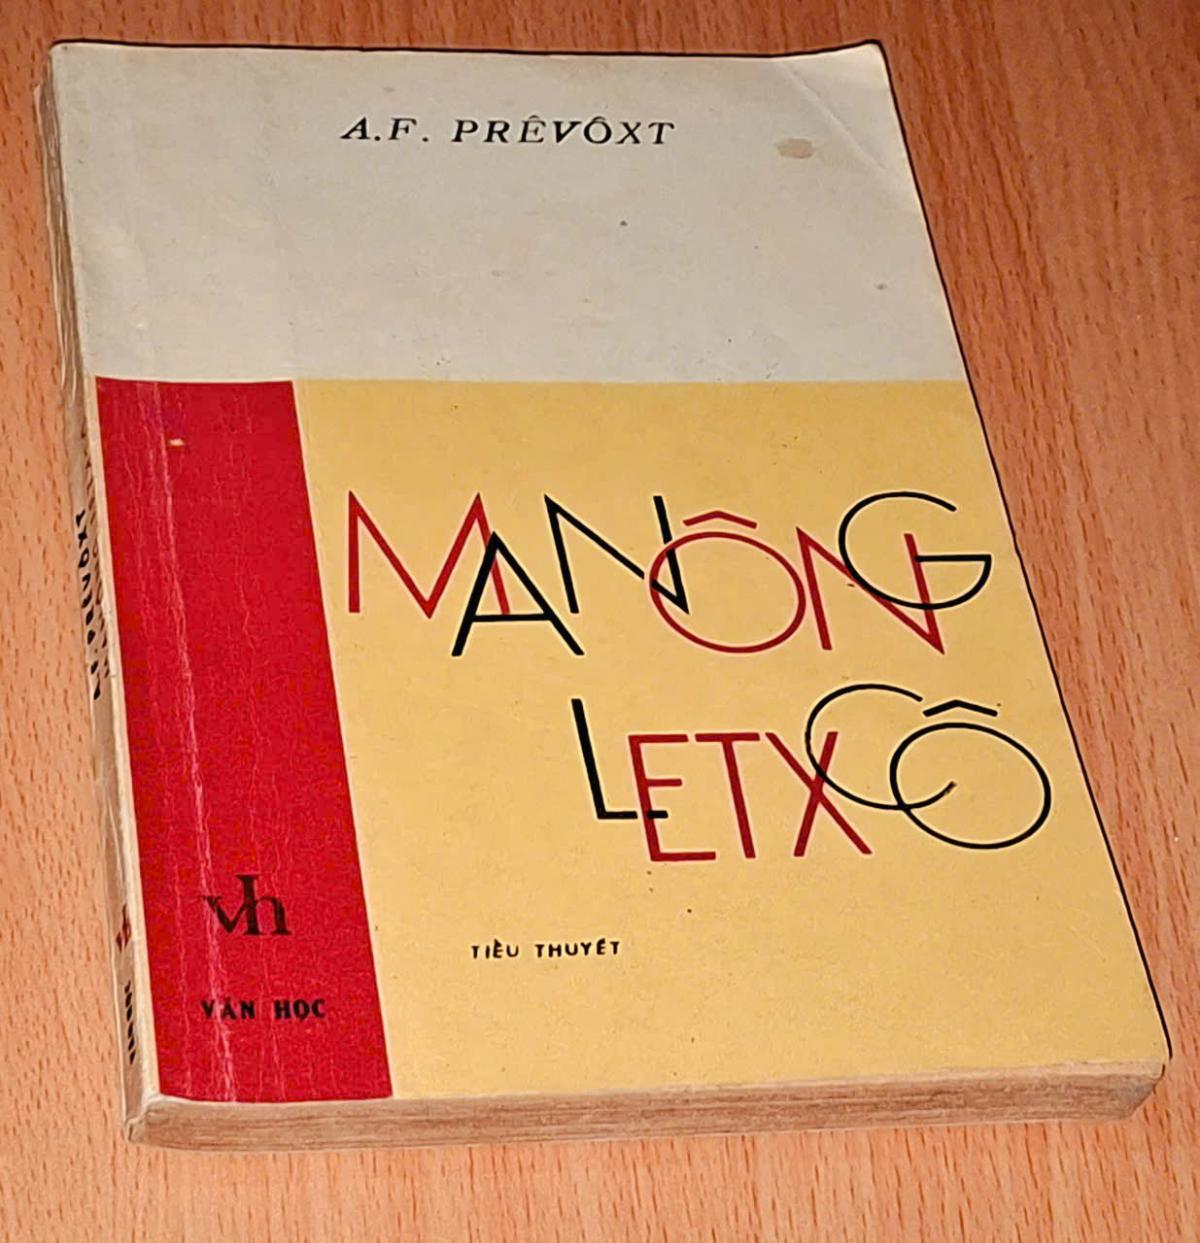 A.F. PRÊVÔXT
MANÔNG
LETXCÔ
TIỂU THUYẾT
vh
VĂN HỌC